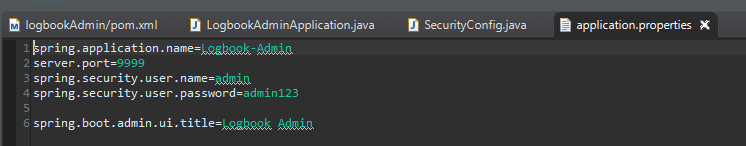 logbookAdmin/pom.xml
LogbookAdminApplication.java
SecurityConfig.java
application.properties
1 spring.application.name=Logbook-Admin
2 server.port=9999
3 spring.security.user.name=admin
4 spring.security.user.password=admin123
5
6 spring.boot.admin.ui.title=Logbook Admin